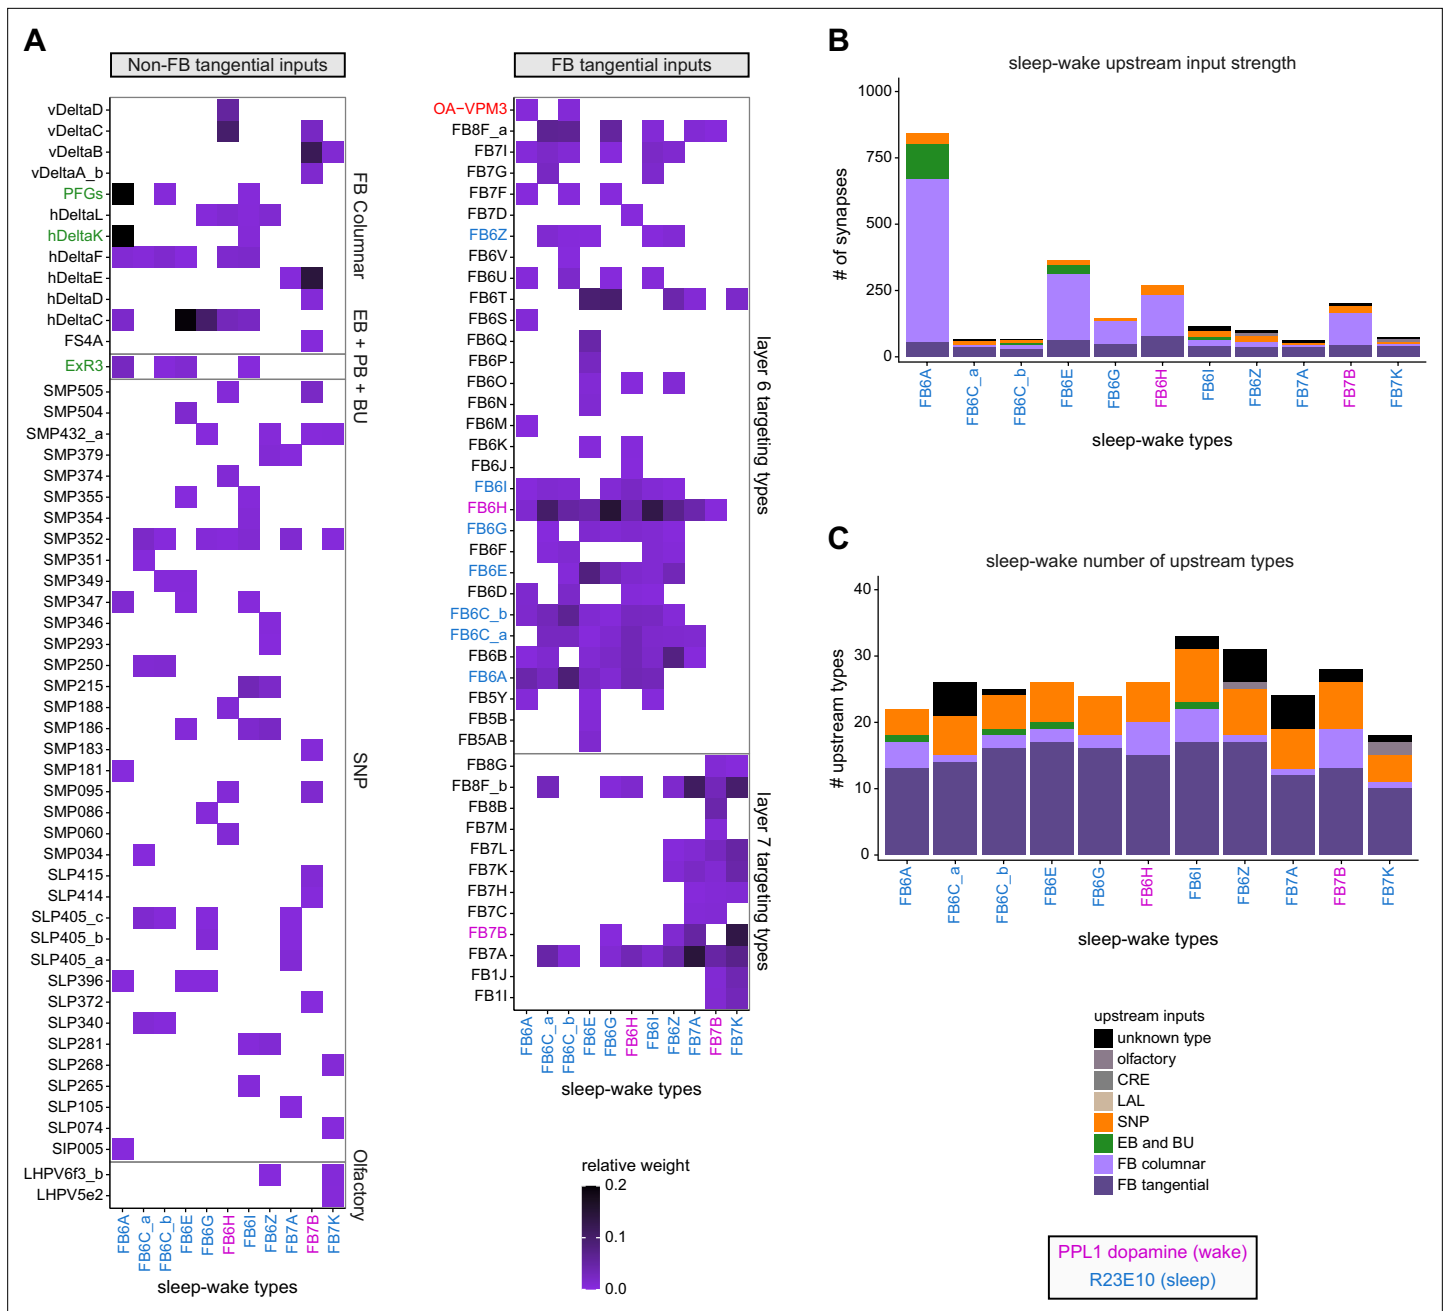 A
Non-FB tangential inputs
vDeltaD
vDeltaC
vDeltaB
vDeltaA_b
PFGs
hDeltaL
hDeltaK
hDeltaF
hDeltaE
hDeltaD
hDeltaC
FS4A
ExR3
SMP505
SMP504
SMP432_a
SMP379
SMP374
SMP355
SMP354
SMP352
SMP351
SMP349
SMP347
SMP346
SMP293
SMP250
SMP215
SMP188
SMP186
SMP183
SMP181
SMP095
SMP086
SMP060
SMP034
SLP415
SLP414
SLP405_c
SLP405_b
SLP405_a
SLP396
SLP372
SLP340
SLP281
SLP268
SLP265
SLP105
SLP074
SIP005
LHPV6f3_b
LHPV5e2
FB Columnar
EB + PB + BU
SNP
Olfactory
FB6A
FB6C_a
FB6C_b
FB6E
FB6G
FB6H
FB6I
FB6Z
FB7A
FB7B
FB7K
sleep-wake types
FB tangential inputs
OA−VPM3
FB8F_a
FB7I
FB7G
FB7F
FB7D
FB6Z
FB6V
FB6U
FB6T
FB6S
FB6Q
FB6P
FB6O
FB6N
FB6M
FB6K
FB6J
FB6I
FB6H
FB6G
FB6F
FB6E
FB6D
FB6C_b
FB6C_a
FB6B
FB6A
FB5Y
FB5B
FB5AB
FB8G
FB8F_b
FB8B
FB7M
FB7L
FB7K
FB7H
FB7C
FB7B
FB7A
FB1J
FB1I
layer 6 targeting types
layer 7 targeting types
FB6A
FB6C_a
FB6C_b
FB6E
FB6G
FB6H
FB6I
FB6Z
FB7A
FB7B
FB7K
sleep-wake types
relative weight
0.2
0.1
0.0
B
sleep-wake upstream input strength
# of synapses
1000
750
500
250
0
FB6A
FB6C_a
FB6C_b
FB6E
FB6G
FB6H
FB6I
FB6Z
FB7A
FB7B
FB7K
sleep-wake types
C
sleep-wake number of upstream types
# upstream types
40
30
20
10
0
FB6A
FB6C_a
FB6C_b
FB6E
FB6G
FB6H
FB6I
FB6Z
FB7A
FB7B
FB7K
sleep-wake types
upstream inputs
unknown type
olfactory
CRE
LAL
SNP
EB and BU
FB columnar
FB tangential
PPL1 dopamine (wake)
R23E10 (sleep)